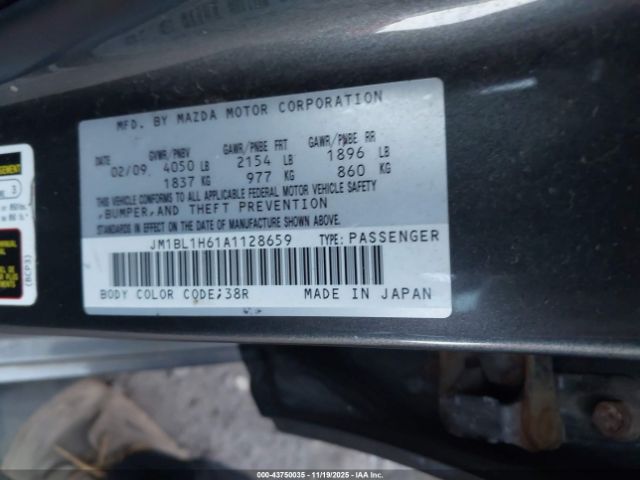 MFD. BY MAZDA MOTOR CORPORATION
DATE GVWR/PNBV GAWR/PNBE FRT GAWR/PNBE RR
02/09 4050 LB 2154 LB 1896 LB
1837 KG 977 KG 860 KG
THIS VEHICLE CONFORMS TO ALL APPLICABLE FEDERAL MOTOR VEHICLE SAFETY
,BUMPER,AND THEFT PREVENTION
STANDARDS IN EFFECT ON THE DATE OF MANUFACTURE SHOWN ABOVE.
JM1BL1H61A1128659 TYPE: PASSENGER
BODY COLOR CODE;38R MADE IN JAPAN
(BCP3)
000-43750035 - 11/19/2025 - IAAI.COM